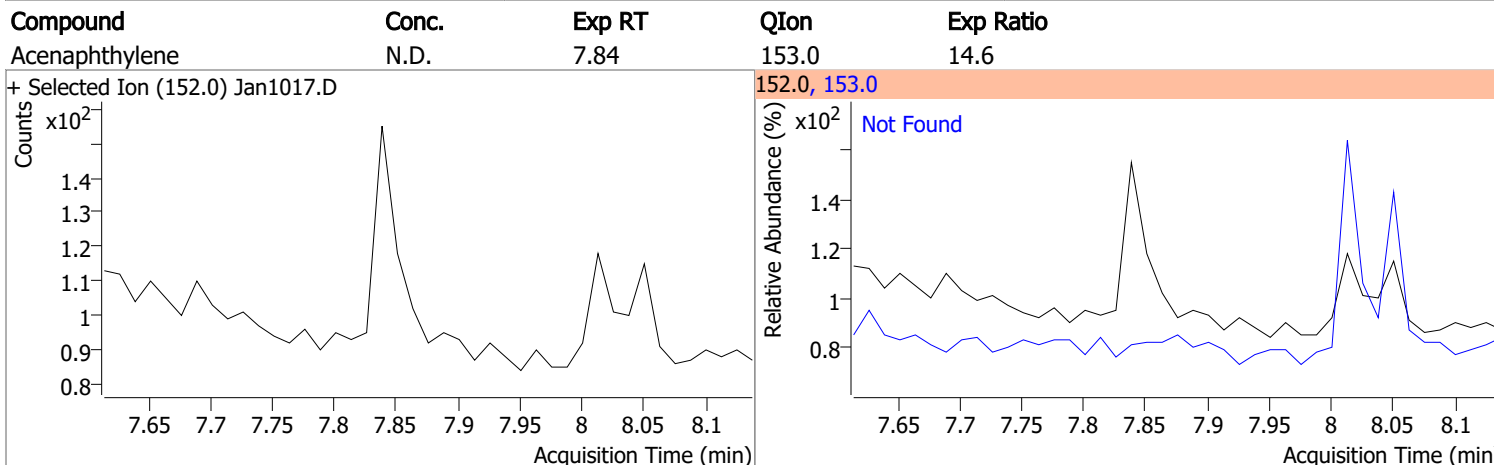 Compound Conc. Exp RT QIon Exp Ratio
Acenaphthylene N.D. 7.84 153.0 14.6
+ Selected Ion (152.0) Jan1017.D
Counts
x10²
1.4
1.3
1.2
1.1
1
0.9
0.8
7.65 7.7 7.75 7.8 7.85 7.9 7.95 8 8.05 8.1
Acquisition Time (min)
152.0, 153.0
Relative Abundance (%)
x10²
Not Found
1.4
1.2
1
0.8
7.65 7.7 7.75 7.8 7.85 7.9 7.95 8 8.05 8.1
Acquisition Time (min